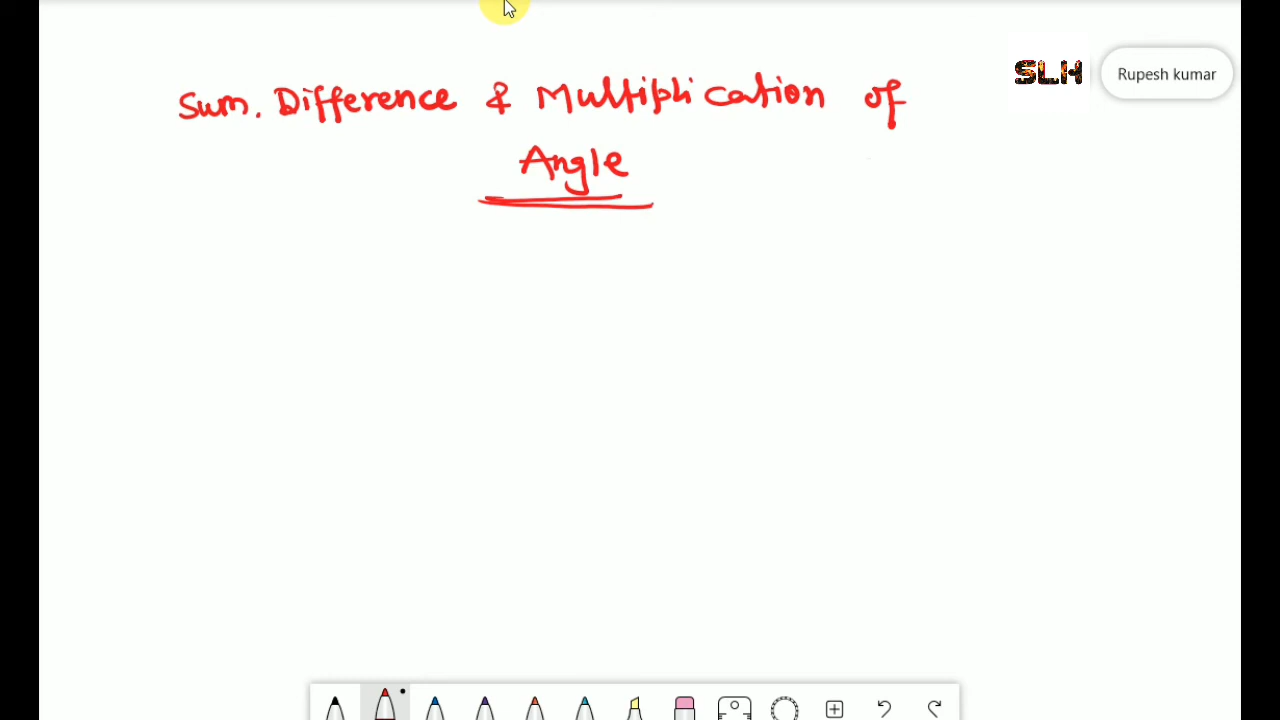 SLH
Rupesh kumar
Sum. Difference & Multiplication of
Angle